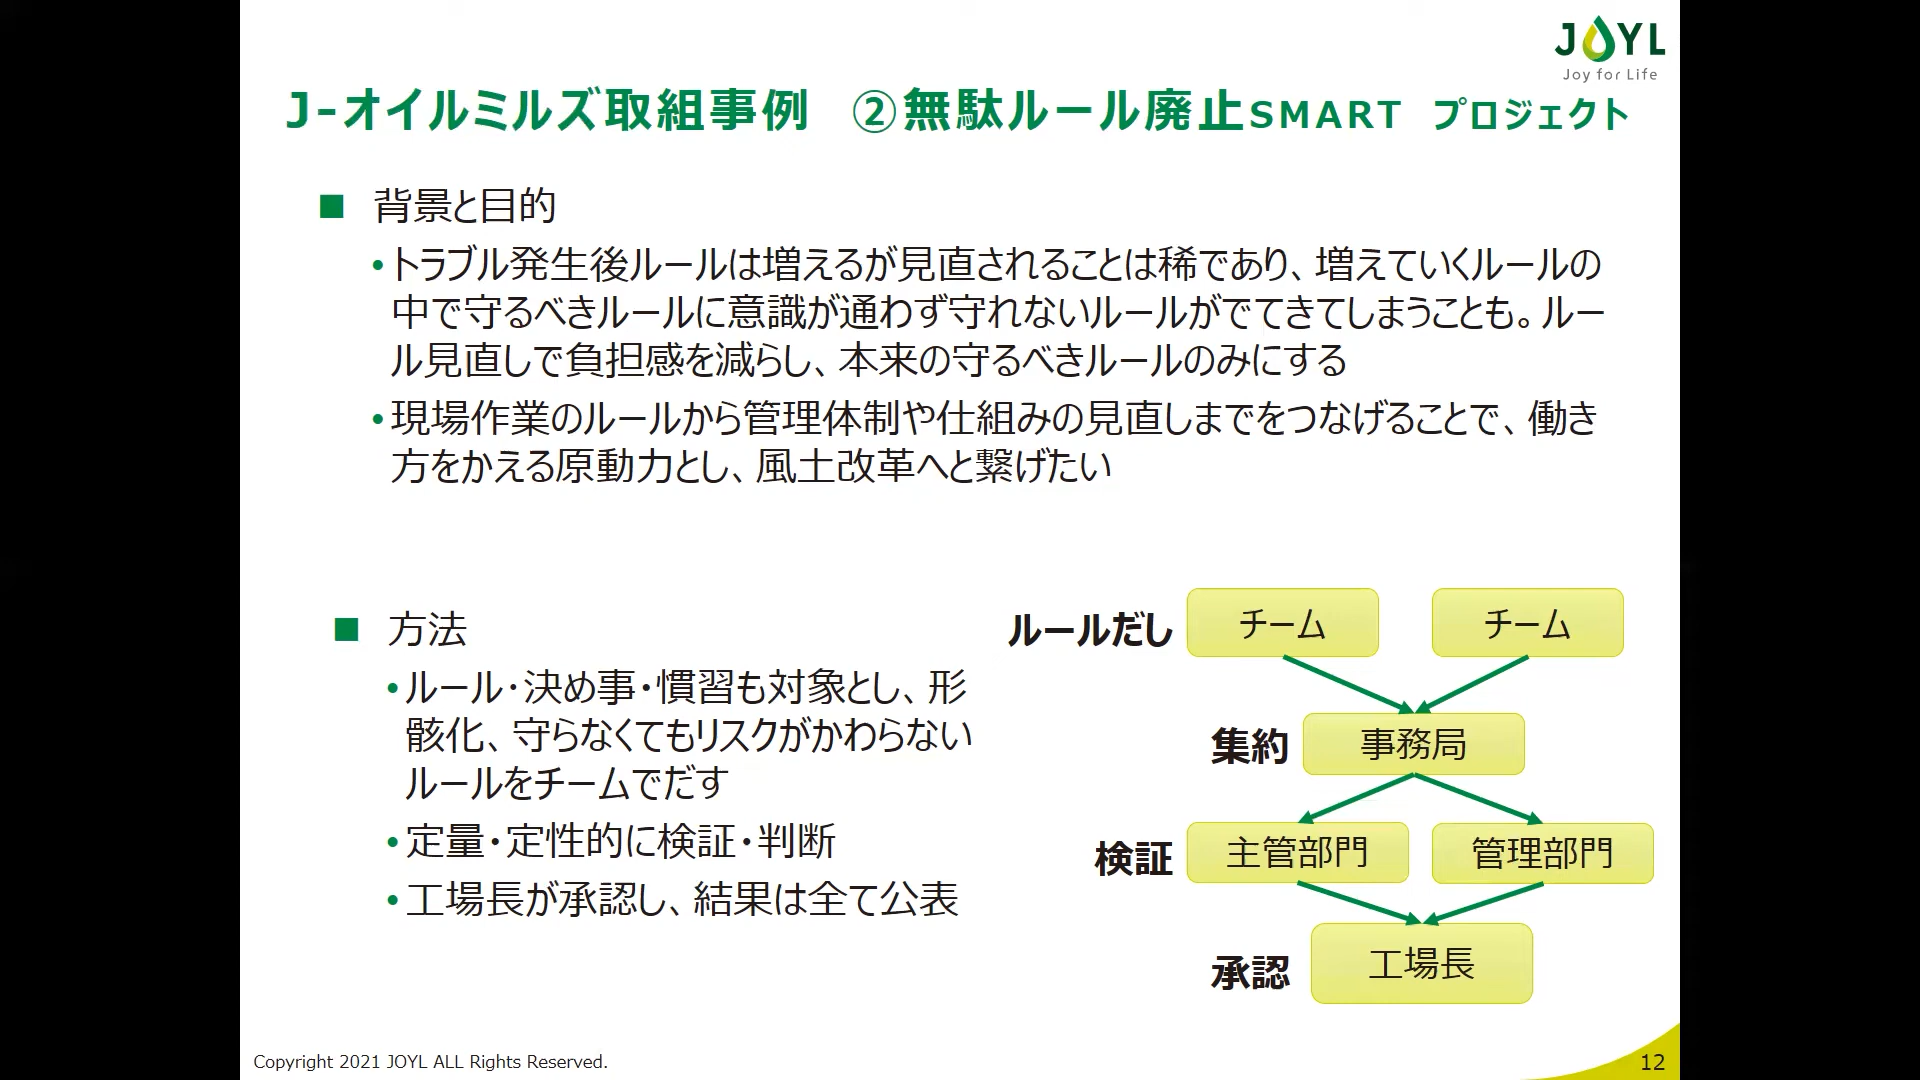 JOYL
Joy for Life
J-オイルミルズ取組事例 ②無駄ルール廃止SMART プロジェクト
■ 背景と目的
•トラブル発生後ルールは増えるが見直されることは稀であり、増えていくルールの
中で守るべきルールに意識が通わず守れないルールがでてきてしまうことも。ルー
ル見直しで負担感を減らし、本来の守るべきルールのみにする
•現場作業のルールから管理体制や仕組みの見直しまでをつなげることで、働き
方をかえる原動力とし、風土改革へと繋げたい
■ 方法
•ルール・決め事・慣習も対象とし、形
骸化、守らなくてもリスクがかわらない
ルールをチームでだす
•定量・定性的に検証・判断
•工場長が承認し、結果は全て公表
ルールだし チーム チーム
集約 事務局
検証 主管部門 管理部門
承認 工場長
Copyright 2021 JOYL ALL Rights Reserved.
12